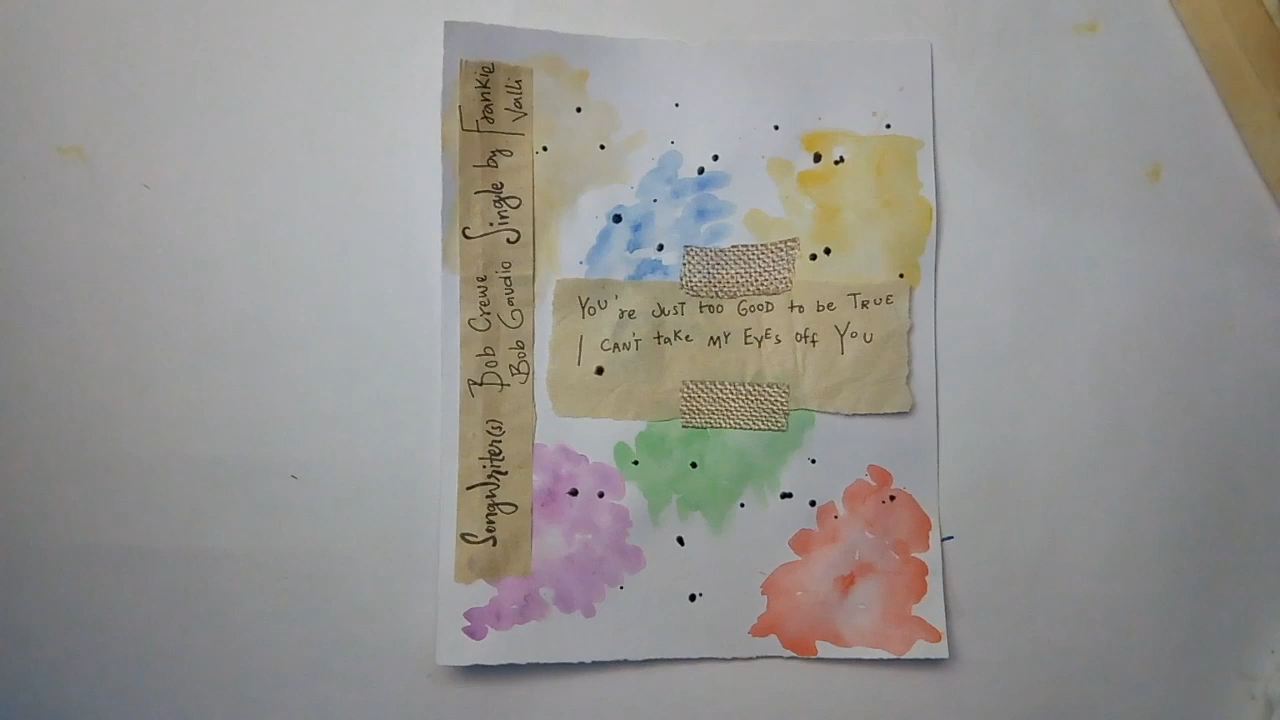 Songwriter(s) Bob Crewe Single by Frankie
Bob Gaudio Valli
You're JUST too GOOD to be TRUE
I CAN'T take MY EyEs off You